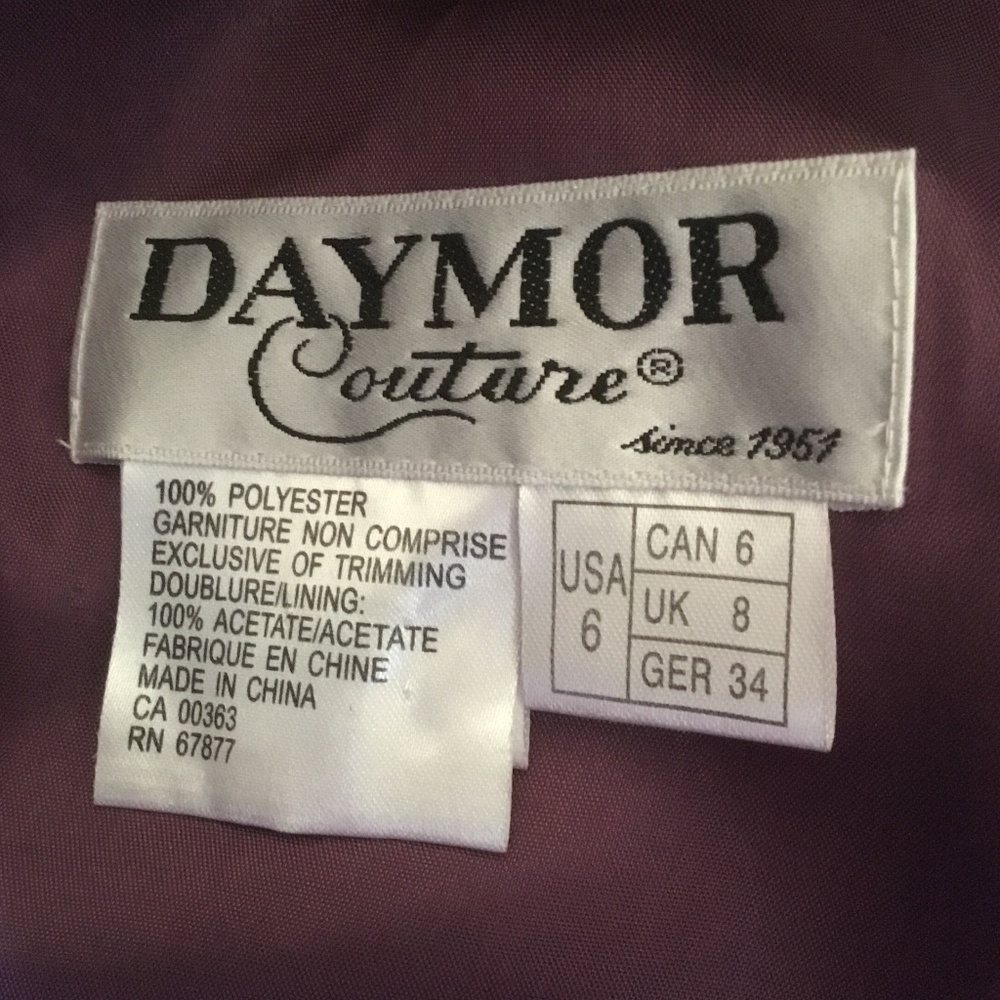 DAYMOR
Couture®
since 1951
100% POLYESTER
GARNITURE NON COMPRISE
EXCLUSIVE OF TRIMMING
DOUBLURE/LINING:
100% ACETATE/ACETATE
FABRIQUE EN CHINE
MADE IN CHINA
CA 00363
RN 67877
USA
6
CAN 6
UK 8
GER 34